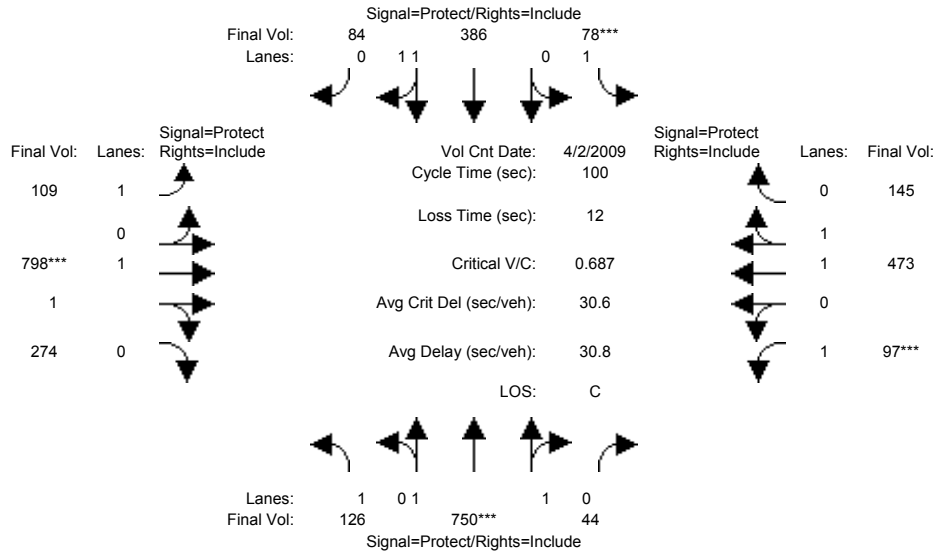 Signal=Protect/Rights=Include
Final Vol: 84 386 78***
Lanes: 0 1 1 0 1
Signal=Protect Signal=Protect
Final Vol: Lanes: Rights=Include Vol Cnt Date: 4/2/2009 Rights=Include Lanes: Final Vol:
Cycle Time (sec): 100
109 1 0 145
Loss Time (sec): 12
0 1
798*** 1 Critical V/C: 0.687 1 473
1 Avg Crit Del (sec/veh): 30.6 0
274 0 Avg Delay (sec/veh): 30.8 1 97***
LOS: C
Lanes: 1 0 1 1 0
Final Vol: 126 750*** 44
Signal=Protect/Rights=Include